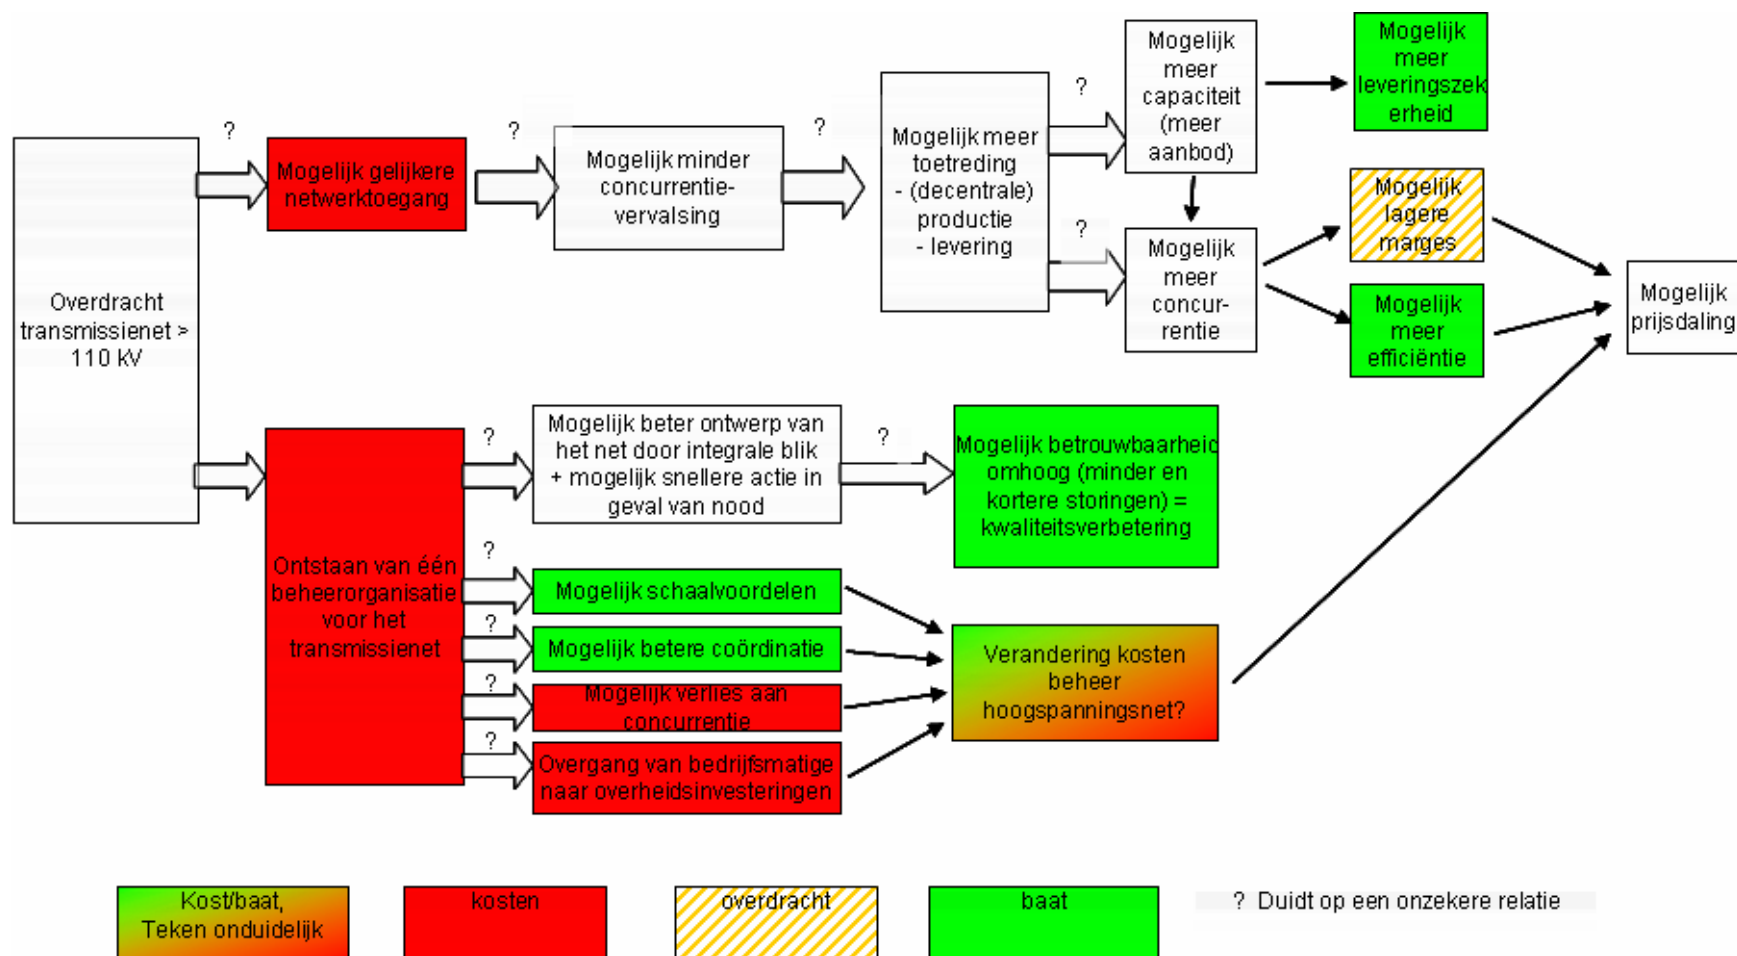 Overdracht
transmissienet >
110 kV
?
Mogelijk gelijkere
netwerktoegang
?
Mogelijk minder
concurrentie-
vervalsing
?
Mogelijk meer
toetreding
- (decentrale)
productie
- levering
?
Mogelijk
meer
capaciteit
(meer
aanbod)
Mogelijk
meer
leveringszek
erheid
?
Mogelijk
meer
concur-
rentie
Mogelijk
lagere
marges
Mogelijk
meer
efficiëntie
Mogelijk
prijsdaling
Ontstaan van één
beheerorganisatie
voor het
transmissienet
?
Mogelijk beter ontwerp van
het net door integrale blik
+ mogelijk snellere actie in
geval van nood
?
Mogelijk betrouwbaarheid
omhoog (minder en
kortere storingen) =
kwaliteitsverbetering
?
Mogelijk schaalvoordelen
?
Mogelijk betere coördinatie
?
Mogelijk verlies aan
concurrentie
?
Overgang van bedrijfsmatige
naar overheidsinvesteringen
Verandering kosten
beheer
hoogspanningsnet?
Kost/baat,
Teken onduidelijk
kosten
overdracht
baat
? Duidt op een onzekere relatie